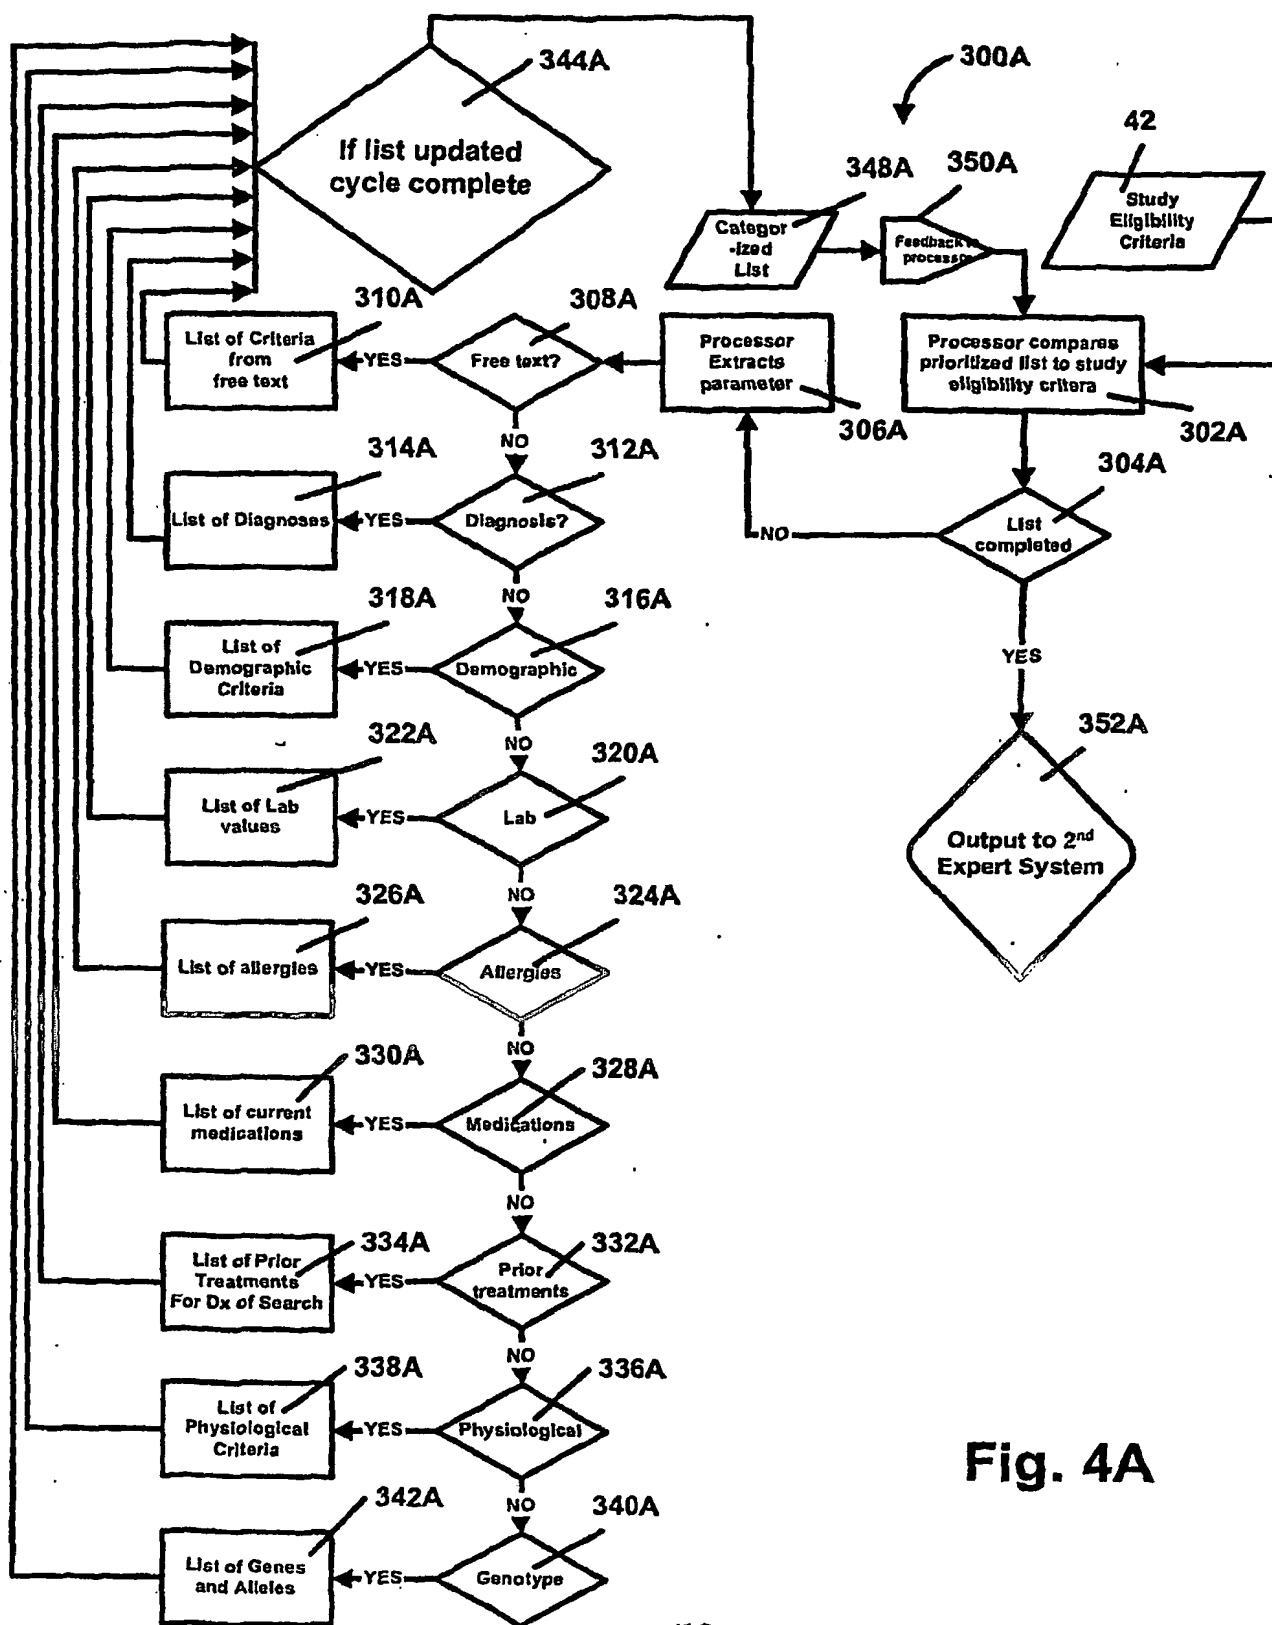 344A
300A
42
If list updated
cycle complete
348A
350A
Study
Eligibility
Criteria
Categor
-ized
List
Feedback to
processor
310A
308A
List of Criteria
from
free text
YES
Free text?
Processor
Extracts
parameter
Processor compares
prioritized list to study
eligibility critera
306A
302A
NO
314A
312A
304A
List of Diagnoses
YES
Diagnosis?
NO
List
completed
NO
318A
316A
List of
Demographic
Criteria
YES
Demographic
YES
NO
322A
320A
352A
List of Lab
values
YES
Lab
Output to 2nd
Expert System
NO
326A
324A
List of allergies
YES
Allergies
NO
330A
328A
List of current
medications
YES
Medications
NO
334A
332A
List of Prior
Treatments
For Dx of Search
YES
Prior
treatments
NO
338A
336A
List of
Physiological
Criteria
YES
Physiological
Fig. 4A
NO
342A
340A
List of Genes
and Alleles
YES
Genotype